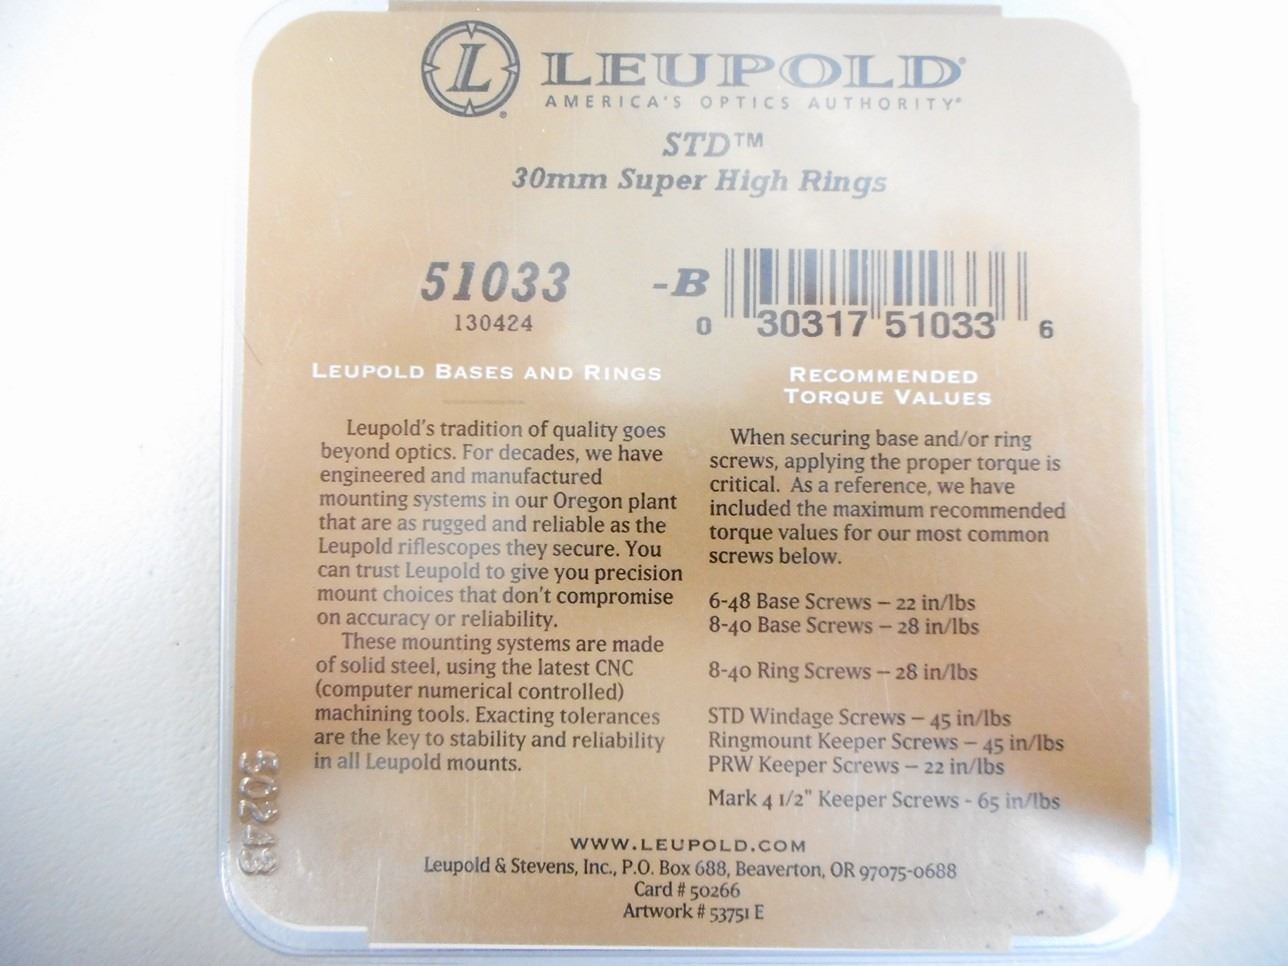 L
LEUPOLD®
AMERICA'S OPTICS AUTHORITY®
STD™
30mm Super High Rings
51033 -B
130424
0 30317 51033 6
LEUPOLD BASES AND RINGS
Leupold's tradition of quality goes
beyond optics. For decades, we have
engineered and manufactured
mounting systems in our Oregon plant
that are as rugged and reliable as the
Leupold riflescopes they secure. You
can trust Leupold to give you precision
mount choices that don't compromise
on accuracy or reliability.
These mounting systems are made
of solid steel, using the latest CNC
(computer numerical controlled)
machining tools. Exacting tolerances
are the key to stability and reliability
in all Leupold mounts.
RECOMMENDED
TORQUE VALUES
When securing base and/or ring
screws, applying the proper torque is
critical. As a reference, we have
included the maximum recommended
torque values for our most common
screws below.
6-48 Base Screws – 22 in/lbs
8-40 Base Screws – 28 in/lbs
8-40 Ring Screws – 28 in/lbs
STD Windage Screws – 45 in/lbs
Ringmount Keeper Screws – 45 in/lbs
PRW Keeper Screws – 22 in/lbs
Mark 4 1/2" Keeper Screws - 65 in/lbs
WWW.LEUPOLD.COM
Leupold & Stevens, Inc., P.O. Box 688, Beaverton, OR 97075-0688
Card # 50266
Artwork # 53751 E